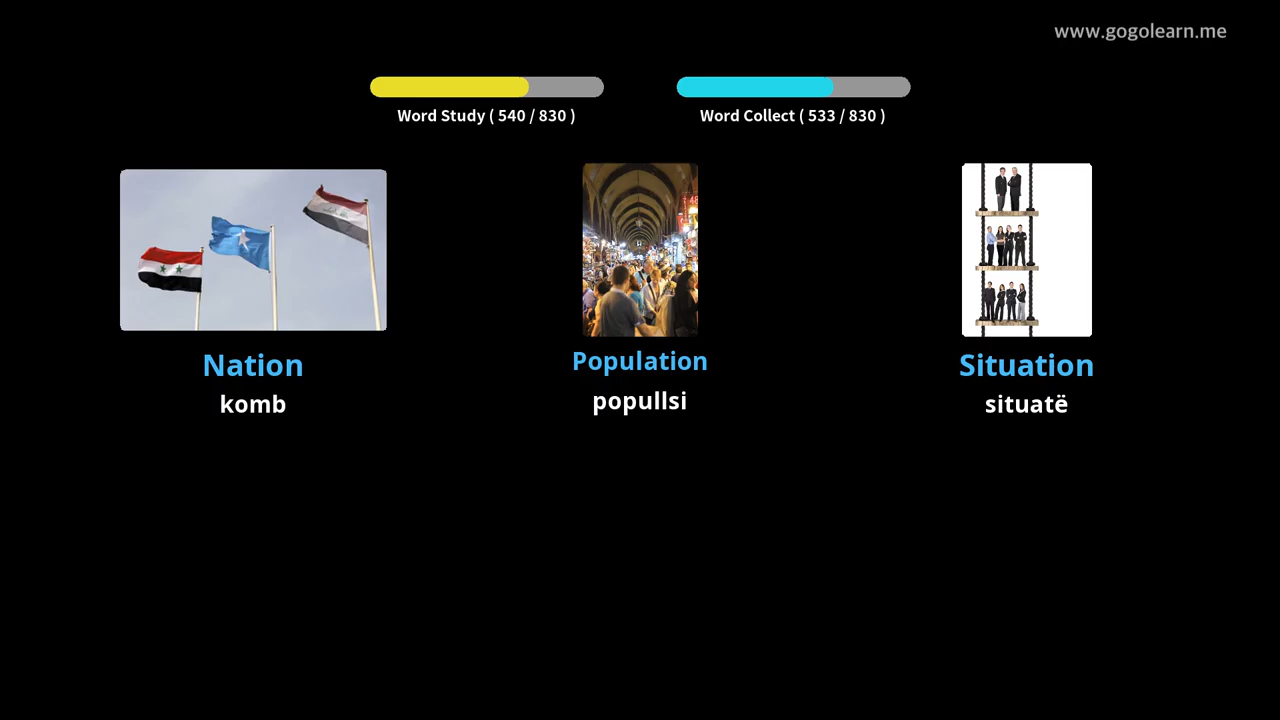 www.gogolearn.me
Word Study ( 540 / 830 )
Word Collect ( 533 / 830 )
Nation
komb
Population
popullsi
Situation
situatë